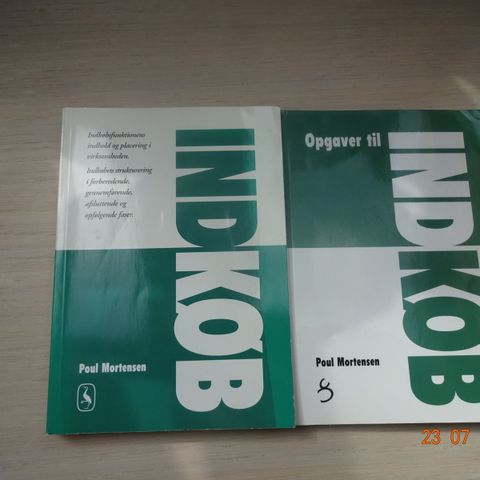 Indkøbsfunktionens
indhold og placering i
virksomheden.
Indkøbets strukturering
i forberedende,
gennemførende,
afsluttende og
opfølgende faser.
INDKØB
Poul Mortensen
Opgaver til
INDKØB
Poul Mortensen
23 07